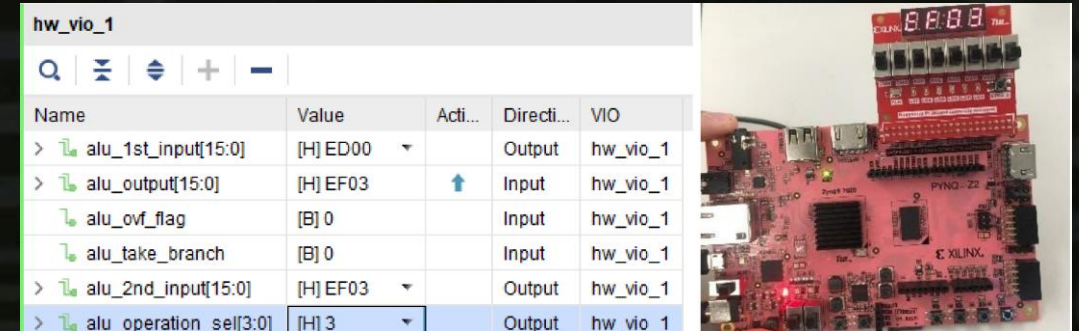 hw_vio_1
Name Value Acti... Directi... VIO
alu_1st_input[15:0] [H] ED00 Output hw_vio_1
alu_output[15:0] [H] EF03 Input hw_vio_1
alu_ovf_flag [B] 0 Input hw_vio_1
alu_take_branch [B] 0 Input hw_vio_1
alu_2nd_input[15:0] [H] EF03 Output hw_vio_1
alu_operation_sel[3:0] [H] 3 Output hw_vio_1
EF03
PYNQ-Z2
XILINX